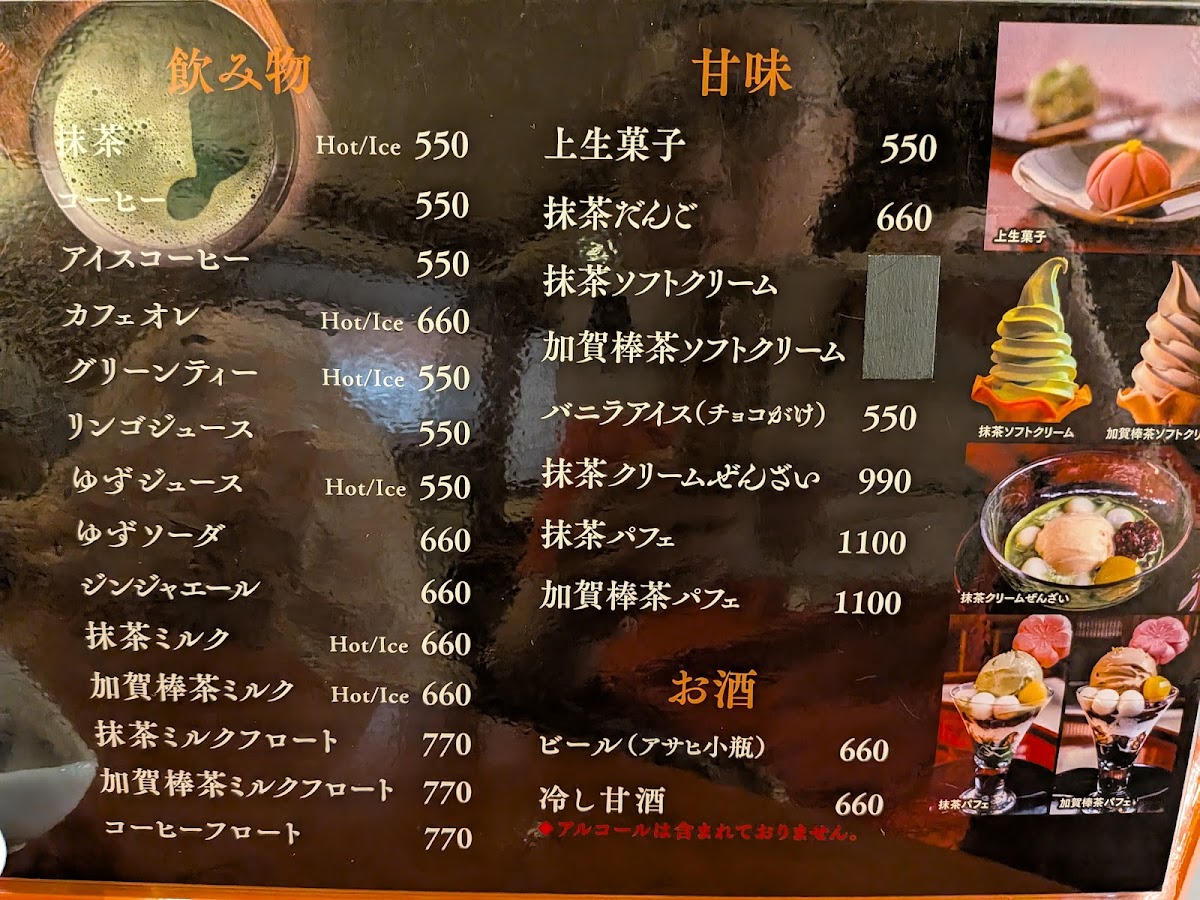 飲み物
抹茶 Hot/Ice 550
コーヒー 550
アイスコーヒー 550
カフェオレ Hot/Ice 660
グリーンティー Hot/Ice 550
リンゴジュース 550
ゆずジュース Hot/Ice 550
ゆずソーダ 660
ジンジャエール 660
抹茶ミルク Hot/Ice 660
加賀棒茶ミルク Hot/Ice 660
抹茶ミルクフロート 770
加賀棒茶ミルクフロート 770
コーヒーフロート 770
甘味
上生菓子 550
抹茶だんご 660
抹茶ソフトクリーム
加賀棒茶ソフトクリーム
バニラアイス(チョコがけ) 550
抹茶クリームぜんざい 990
抹茶パフェ 1100
加賀棒茶パフェ 1100
お酒
ビール(アサヒ小瓶) 660
冷し甘酒 660
◆アルコールは含まれておりません。
上生菓子
抹茶ソフトクリーム
加賀棒茶ソフトクリ
抹茶クリームぜんざい
抹茶パフェ
加賀棒茶パフェ